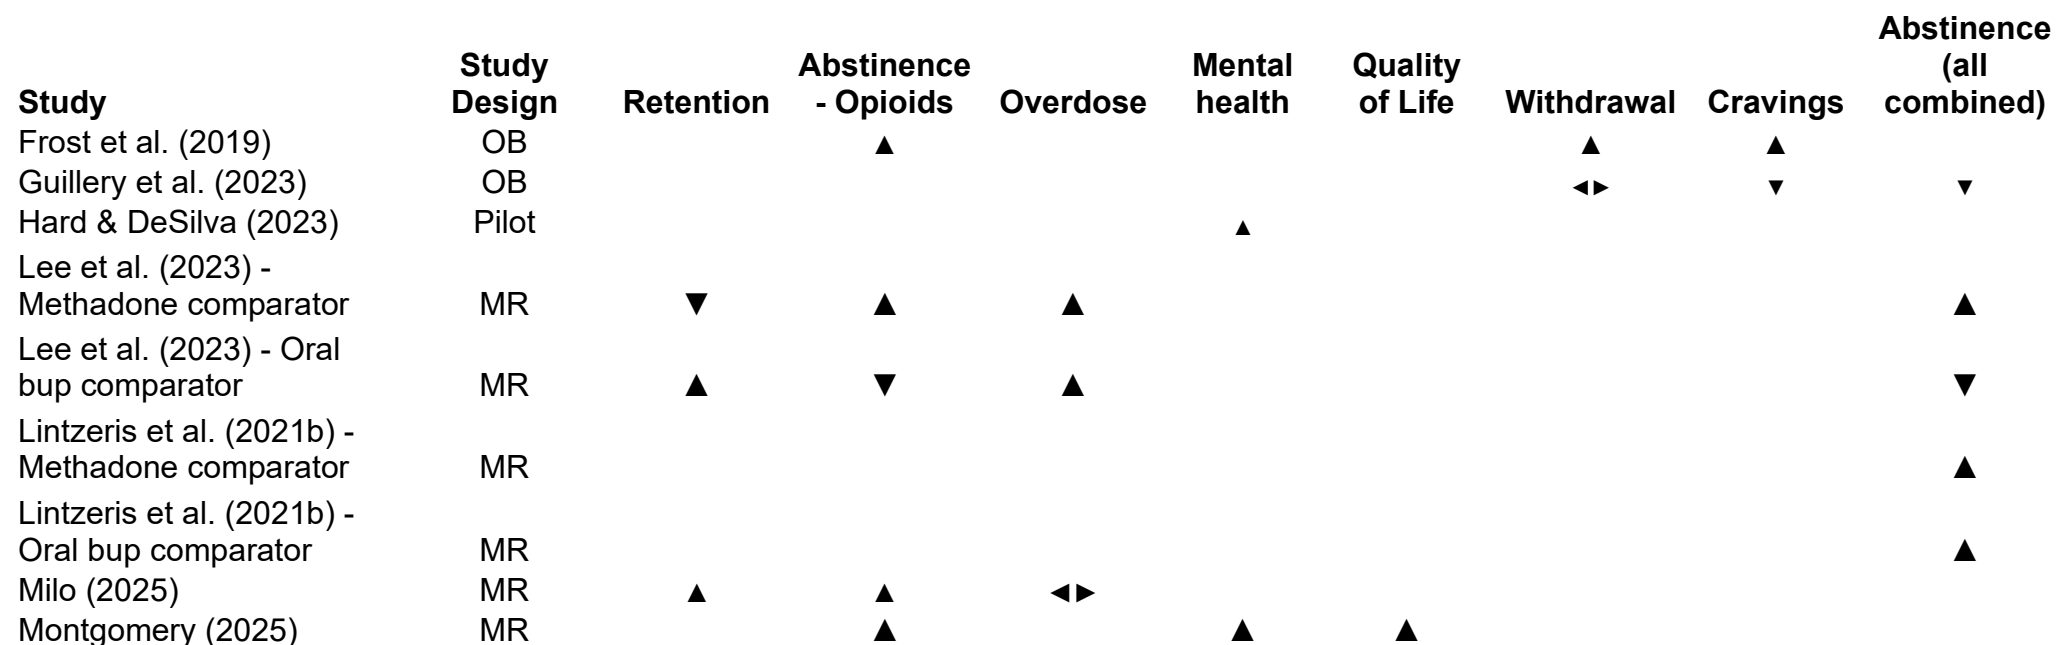 Abstinence
Study Abstinence Mental Quality (all
Study Design Retention - Opioids Overdose health of Life Withdrawal Cravings combined)
Frost et al. (2019) OB ▲ ▲ ▲
Guillery et al. (2023) OB ◄► ▼ ▼
Hard & DeSilva (2023) Pilot ▲
Lee et al. (2023) -
Methadone comparator MR ▼ ▲ ▲ ▲
Lee et al. (2023) - Oral
bup comparator MR ▲ ▼ ▲ ▼
Lintzeris et al. (2021b) -
Methadone comparator MR ▲
Lintzeris et al. (2021b) -
Oral bup comparator MR ▲
Milo (2025) MR ▲ ▲ ◄►
Montgomery (2025) MR ▲ ▲ ▲